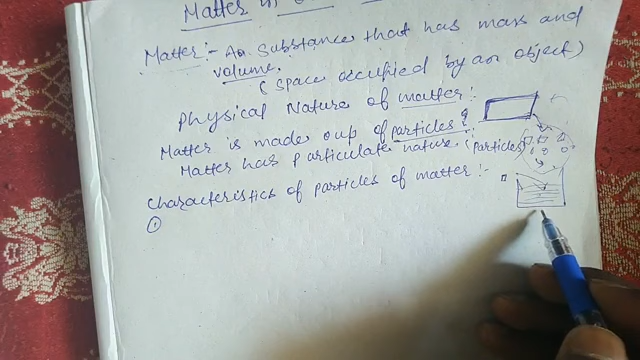 Matter in
Matter :- An Substance that has mass and
volume.
(Space occupied by an object)
Physical Nature of matter :
Matter is made oup of particles ?
Matter has particulate nature (particles)
Characteristics of particles of matter :-
①